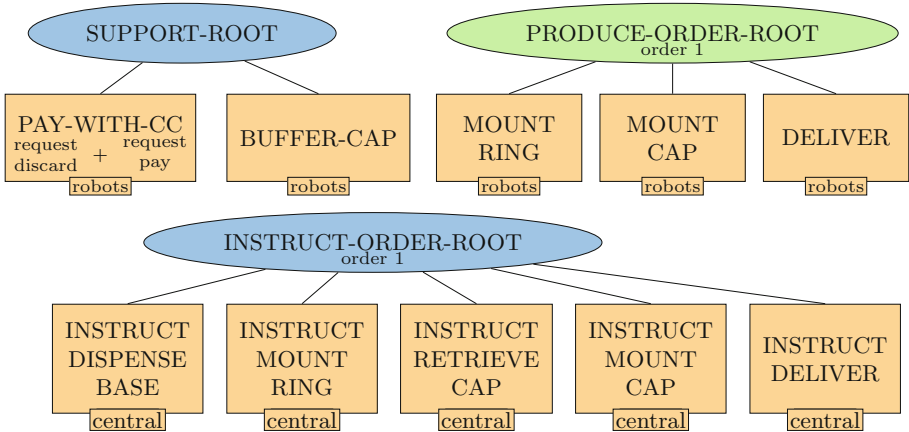 SUPPORT-ROOT
PRODUCE-ORDER-ROOT
order 1
PAY-WITH-CC
request discard + request pay
robots
BUFFER-CAP
robots
MOUNT
RING
robots
MOUNT
CAP
robots
DELIVER
robots
INSTRUCT-ORDER-ROOT
order 1
INSTRUCT
DISPENSE
BASE
central
INSTRUCT
MOUNT
RING
central
INSTRUCT
RETRIEVE
CAP
central
INSTRUCT
MOUNT
CAP
central
INSTRUCT
DELIVER
central